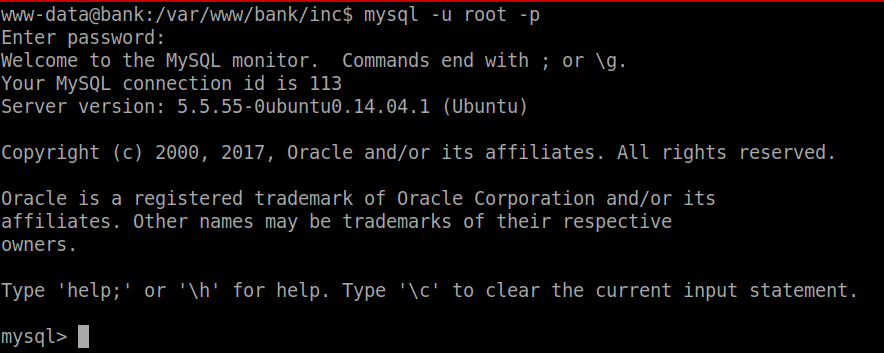 www-data@bank:/var/www/bank/inc$ mysql -u root -p
Enter password:
Welcome to the MySQL monitor.  Commands end with ; or \g.
Your MySQL connection id is 113
Server version: 5.5.55-0ubuntu0.14.04.1 (Ubuntu)
Copyright (c) 2000, 2017, Oracle and/or its affiliates. All rights reserved.
Oracle is a registered trademark of Oracle Corporation and/or its
affiliates. Other names may be trademarks of their respective
owners.
Type 'help;' or '\h' for help. Type '\c' to clear the current input statement.
mysql>